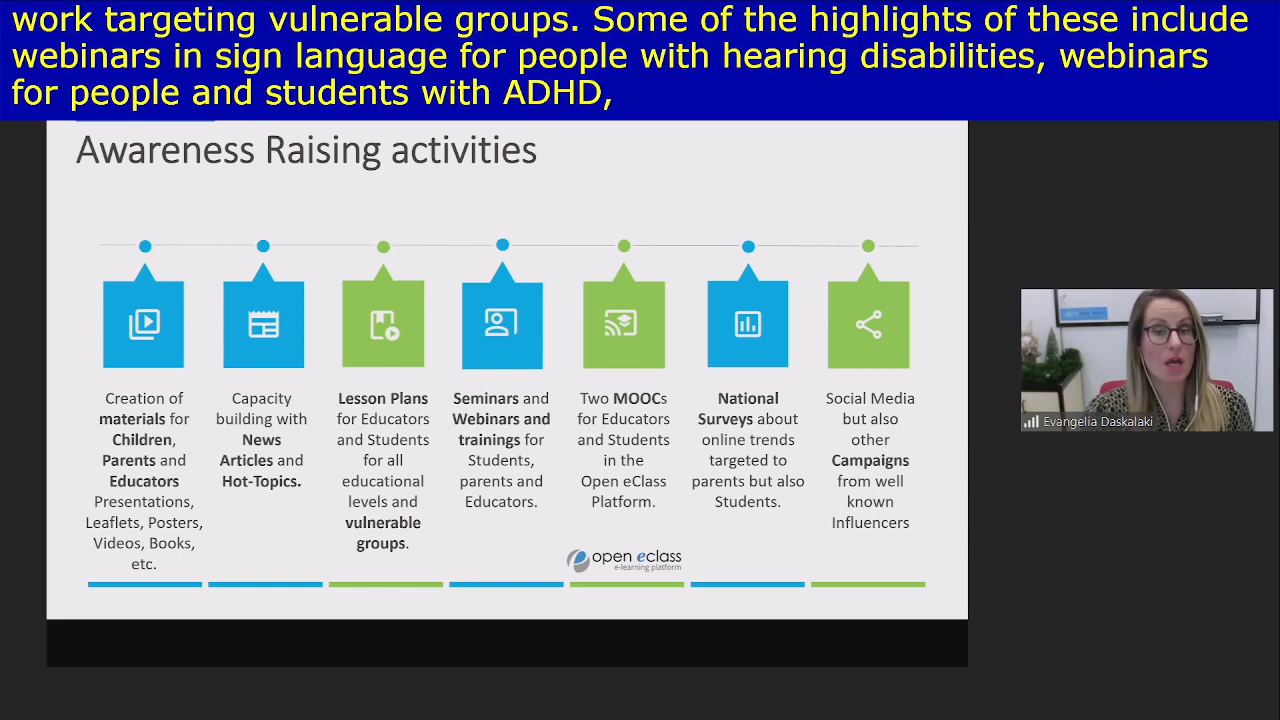 work targeting vulnerable groups. Some of the highlights of these include
webinars in sign language for people with hearing disabilities, webinars
for people and students with ADHD,
Awareness Raising activities
Creation of
materials for
Children,
Parents and
Educators
Presentations,
Leaflets, Posters,
Videos, Books,
etc.
Capacity
building with
News
Articles and
Hot-Topics.
Lesson Plans
for Educators
and Students
for all
educational
levels and
vulnerable
groups.
Seminars and
Webinars and
trainings for
Students,
parents and
Educators.
Two MOOCs
for Educators
and Students
in the
Open eClass
Platform.
open eclass
e-learning platform
National
Surveys about
online trends
targeted to
parents but also
Students.
Social Media
but also
other
Campaigns
from well
known
Influencers
Evangelia Daskalaki